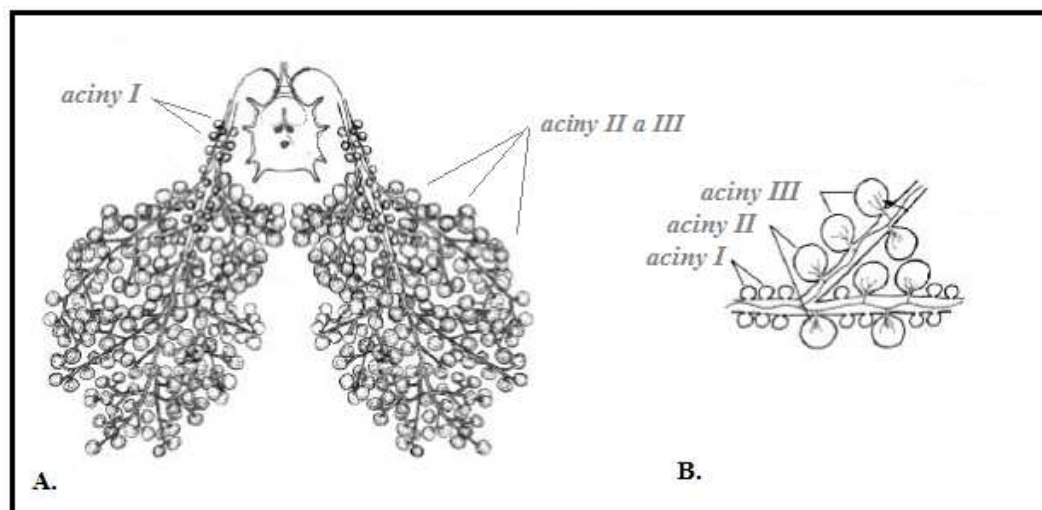 aciny I
aciny II a III
aciny III
aciny II
aciny I
A.
B.